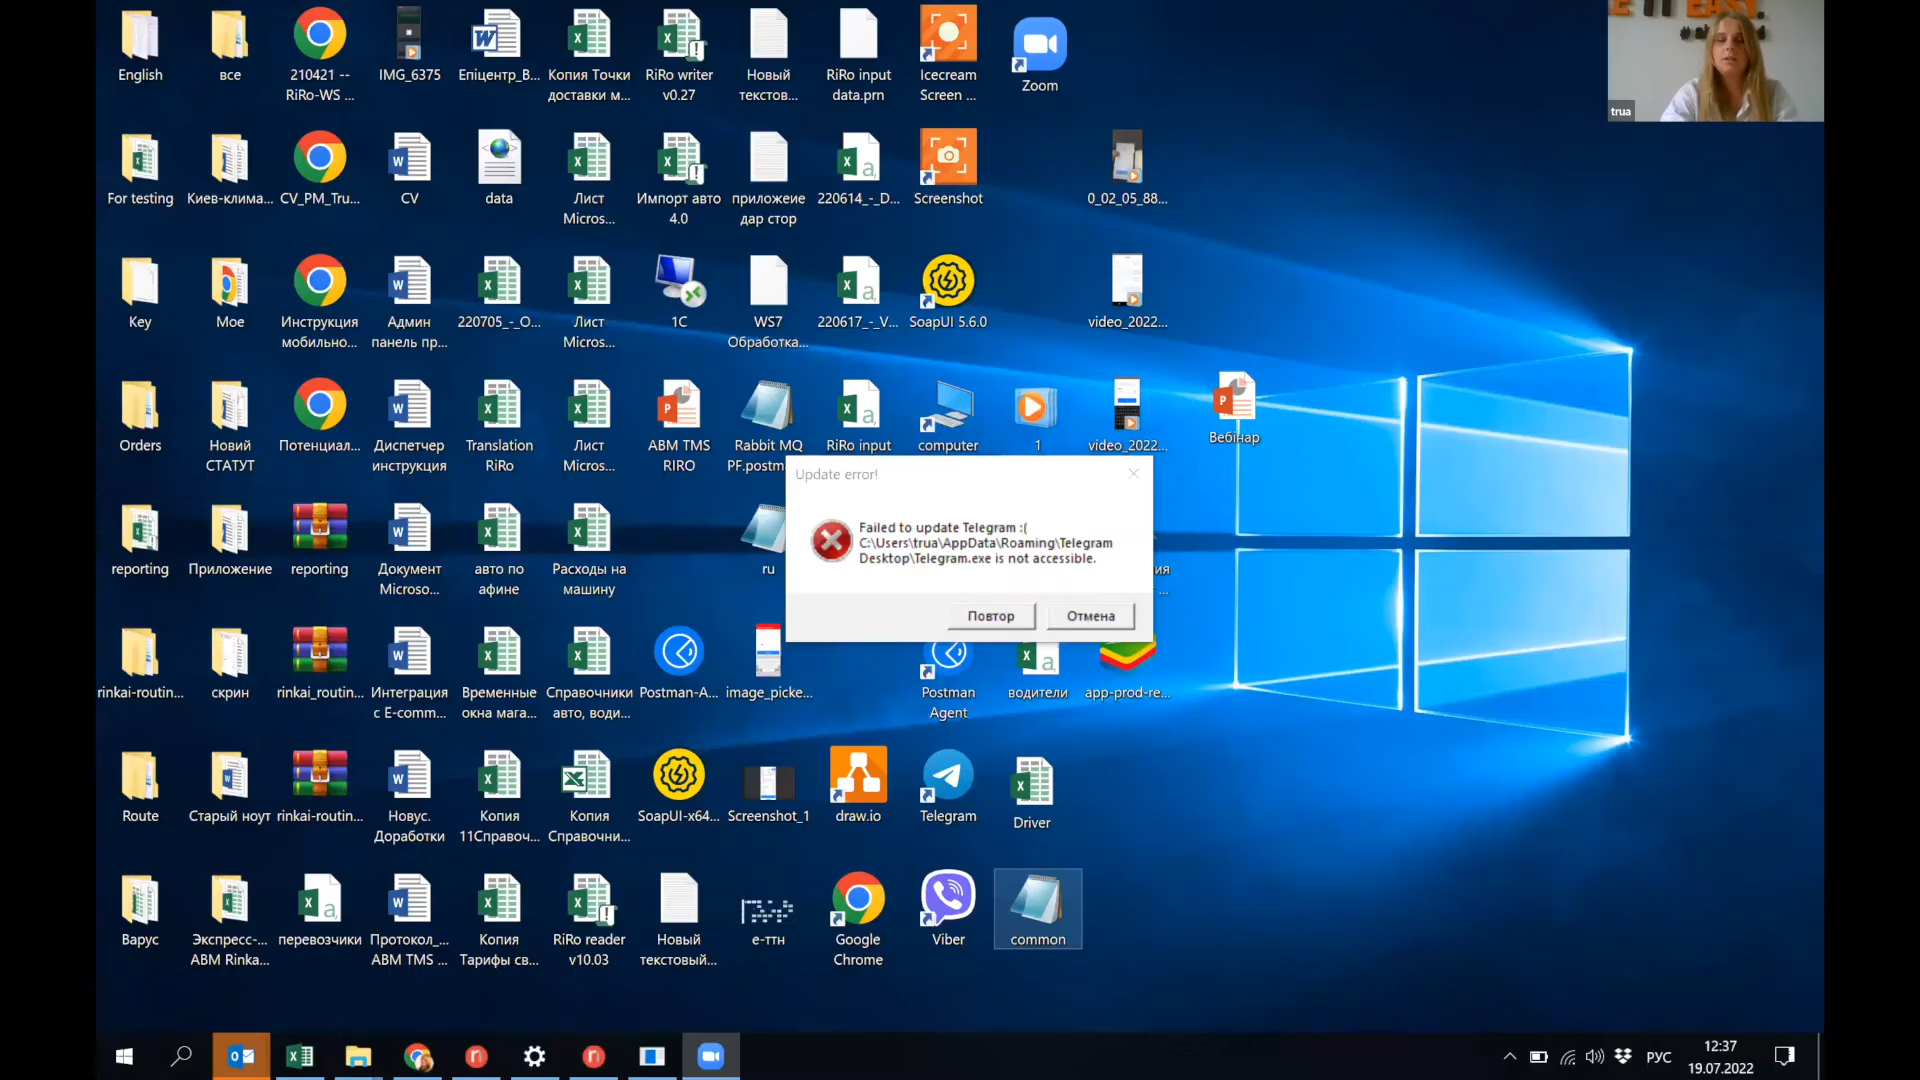 English
все
210421 --
RiRo-WS ...
IMG_6375
Епіцентр_В...
Копия Точки
доставки м...
RiRo writer
v0.27
Новый
текстов...
RiRo input
data.prn
Icecream
Screen ...
Zoom
trua
For testing
Киев-клима...
CV_PM_Tru...
CV
data
Лист
Micros...
Импорт авто
4.0
приложеие
дар стор
220614_-_D...
Screenshot
0_02_05_88...
Key
Мое
Инструкция
мобильно...
Админ
панель пр...
220705_-_O...
Лист
Micros...
1C
WS7
Обработка...
220617_-_V...
SoapUI 5.6.0
video_2022...
Orders
НОВИЙ
СТАТУТ
Потенциал...
Диспетчер
инструкция
Translation
RiRo
Лист
Micros...
ABM TMS
RIRO
Rabbit MQ
PF.postm
RiRo input
computer
1
video_2022...
Вебінар
Update error!
Failed to update Telegram :(
C:\Users\trua\AppData\Roaming\Telegram
Desktop\Telegram.exe is not accessible.
Повтор
Отмена
reporting
Приложение
reporting
Документ
Microso...
авто по
афине
Расходы на
машину
ru
ия
...
rinkai-routin...
скрин
rinkai_routin...
Интеграция
с E-comm...
Временные
окна мага...
Справочники
авто, води...
Postman-A...
image_picke...
Postman
Agent
водители
app-prod-re...
Route
Старый ноут
rinkai-routin...
Новус.
Доработки
Копия
11Справоч...
Копия
Справочни...
SoapUI-x64...
Screenshot_1
draw.io
Telegram
Driver
Варус
Экспресс-...
ABM Rinka...
перевозчики
Протокол_...
ABM TMS ...
Копия
Тарифы св...
RiRo reader
v10.03
Новый
текстовый...
е-ттн
Google
Chrome
Viber
common
РУС
12:37
19.07.2022